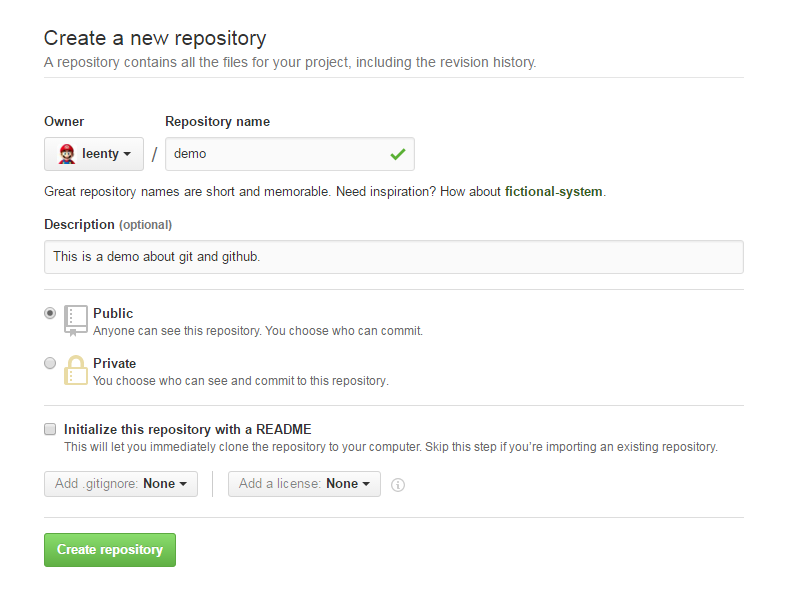 Create a new repository
A repository contains all the files for your project, including the revision history.
Owner Repository name
leenty / demo
Great repository names are short and memorable. Need inspiration? How about fictional-system.
Description (optional)
This is a demo about git and github.
Public
Anyone can see this repository. You choose who can commit.
Private
You choose who can see and commit to this repository.
Initialize this repository with a README
This will let you immediately clone the repository to your computer. Skip this step if you're importing an existing repository.
Add .gitignore: None Add a license: None
Create repository